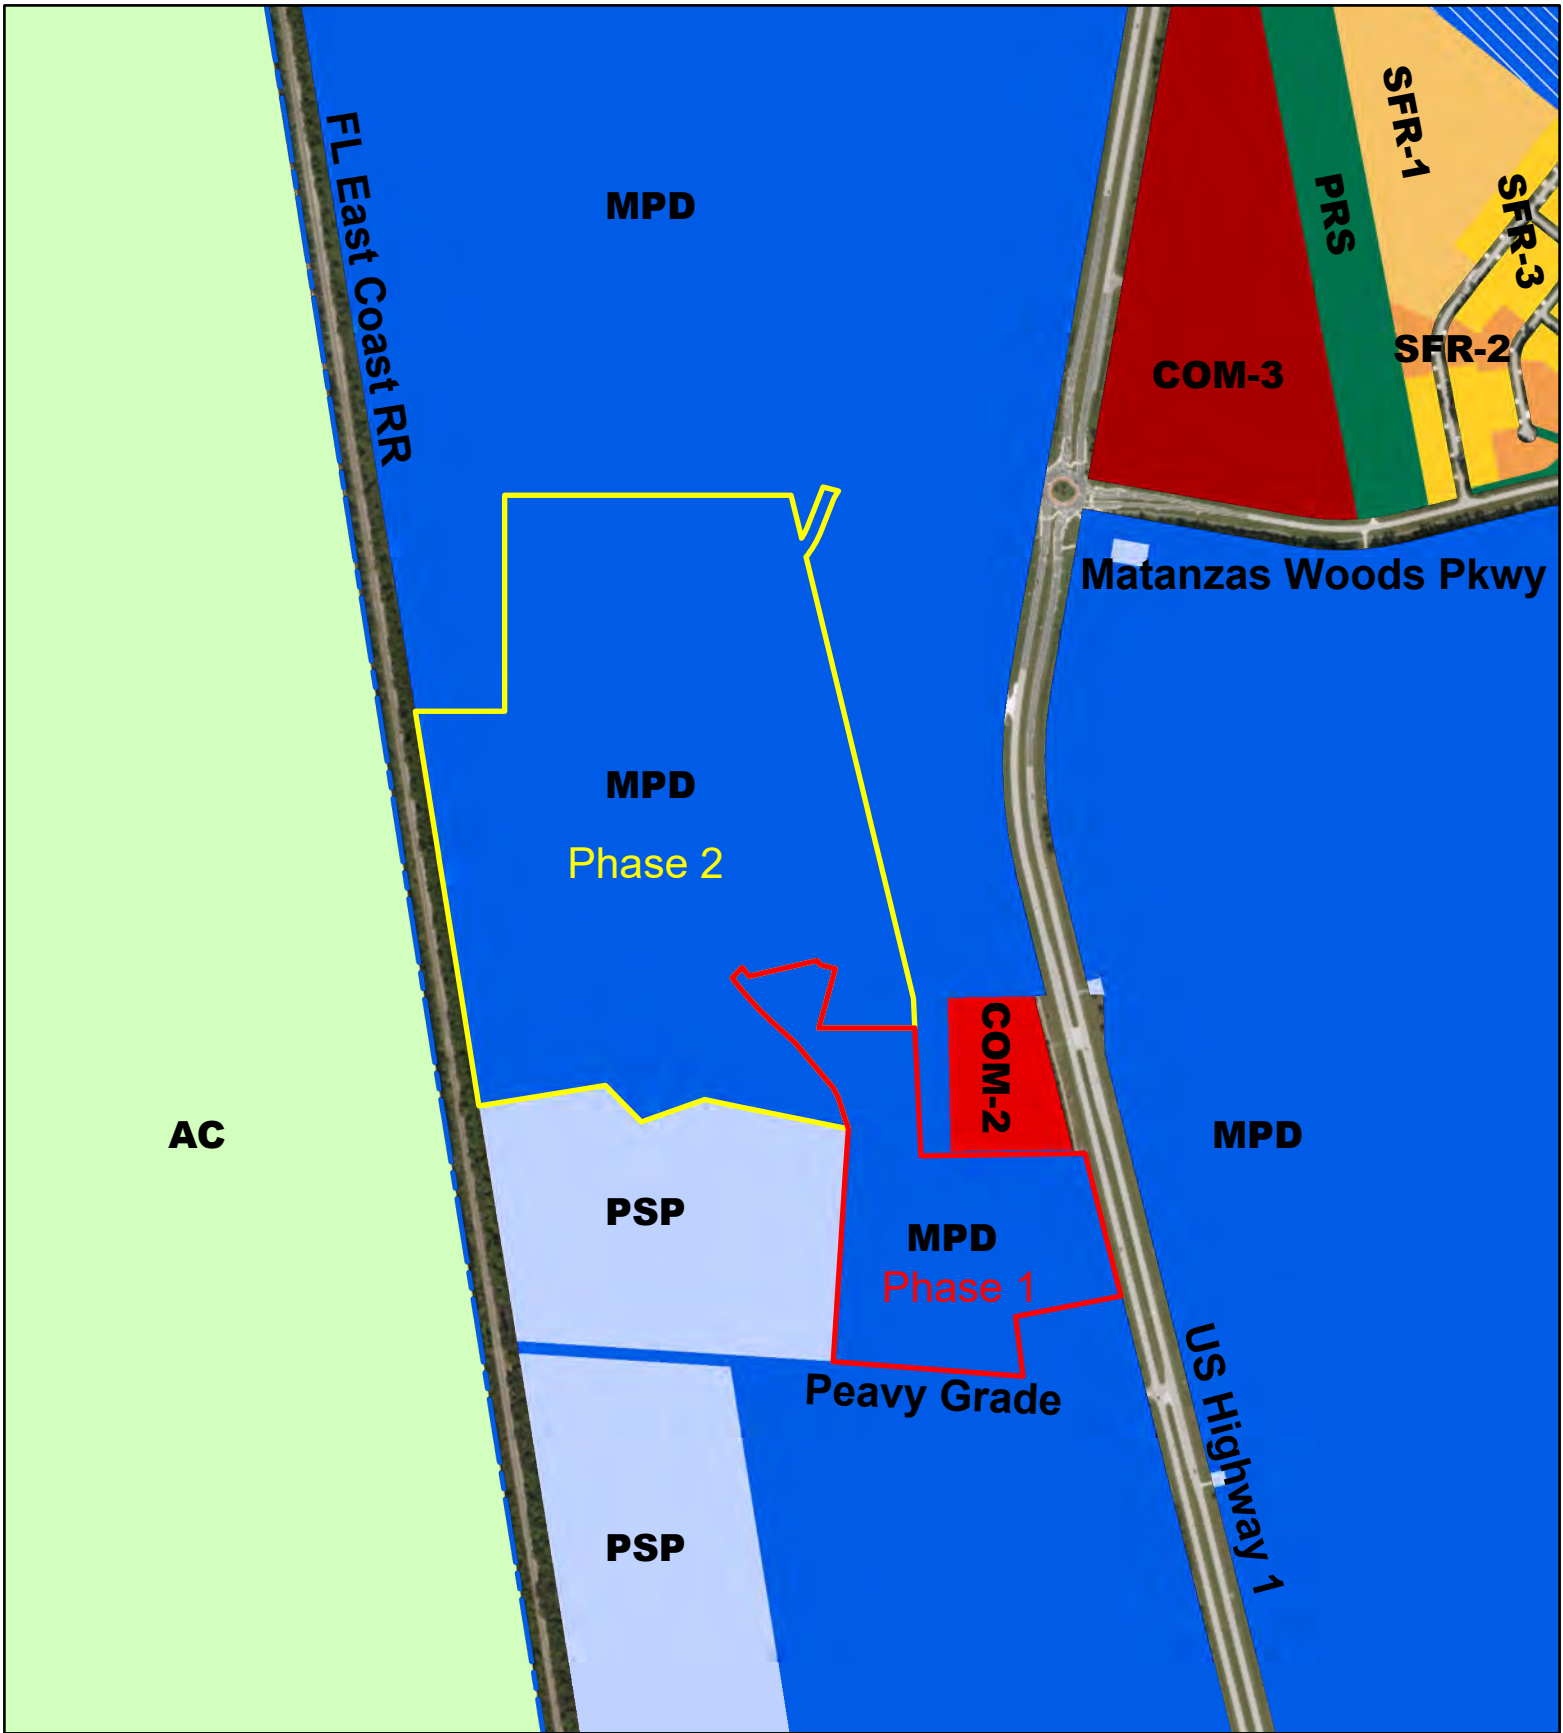 SFR-1
FL East Coast RR
MPD
PRS
SFR-3
SFR-2
COM-3
Matanzas Woods Pkwy
MPD
Phase 2
COM-2
AC
MPD
PSP
MPD
Phase 1
Peavy Grade
US Highway 1
PSP